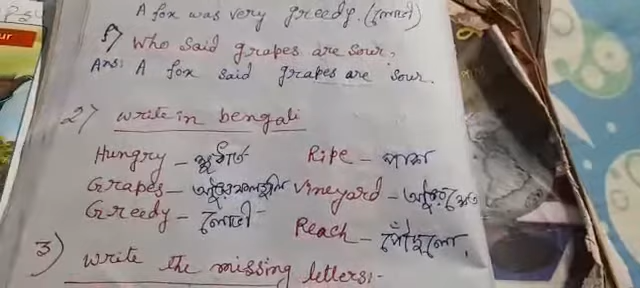 A fox was very greedy. (লোভী)
Who said grapes are sour?
Ans: A fox said grapes are sour.
2) write in bengali
Hungry – ক্ষুধার্ত Ripe – পাকা
Grapes – Vineyard –
Greedy – লোভী
Reach – পৌঁছলো,
3) write the missing letters:-